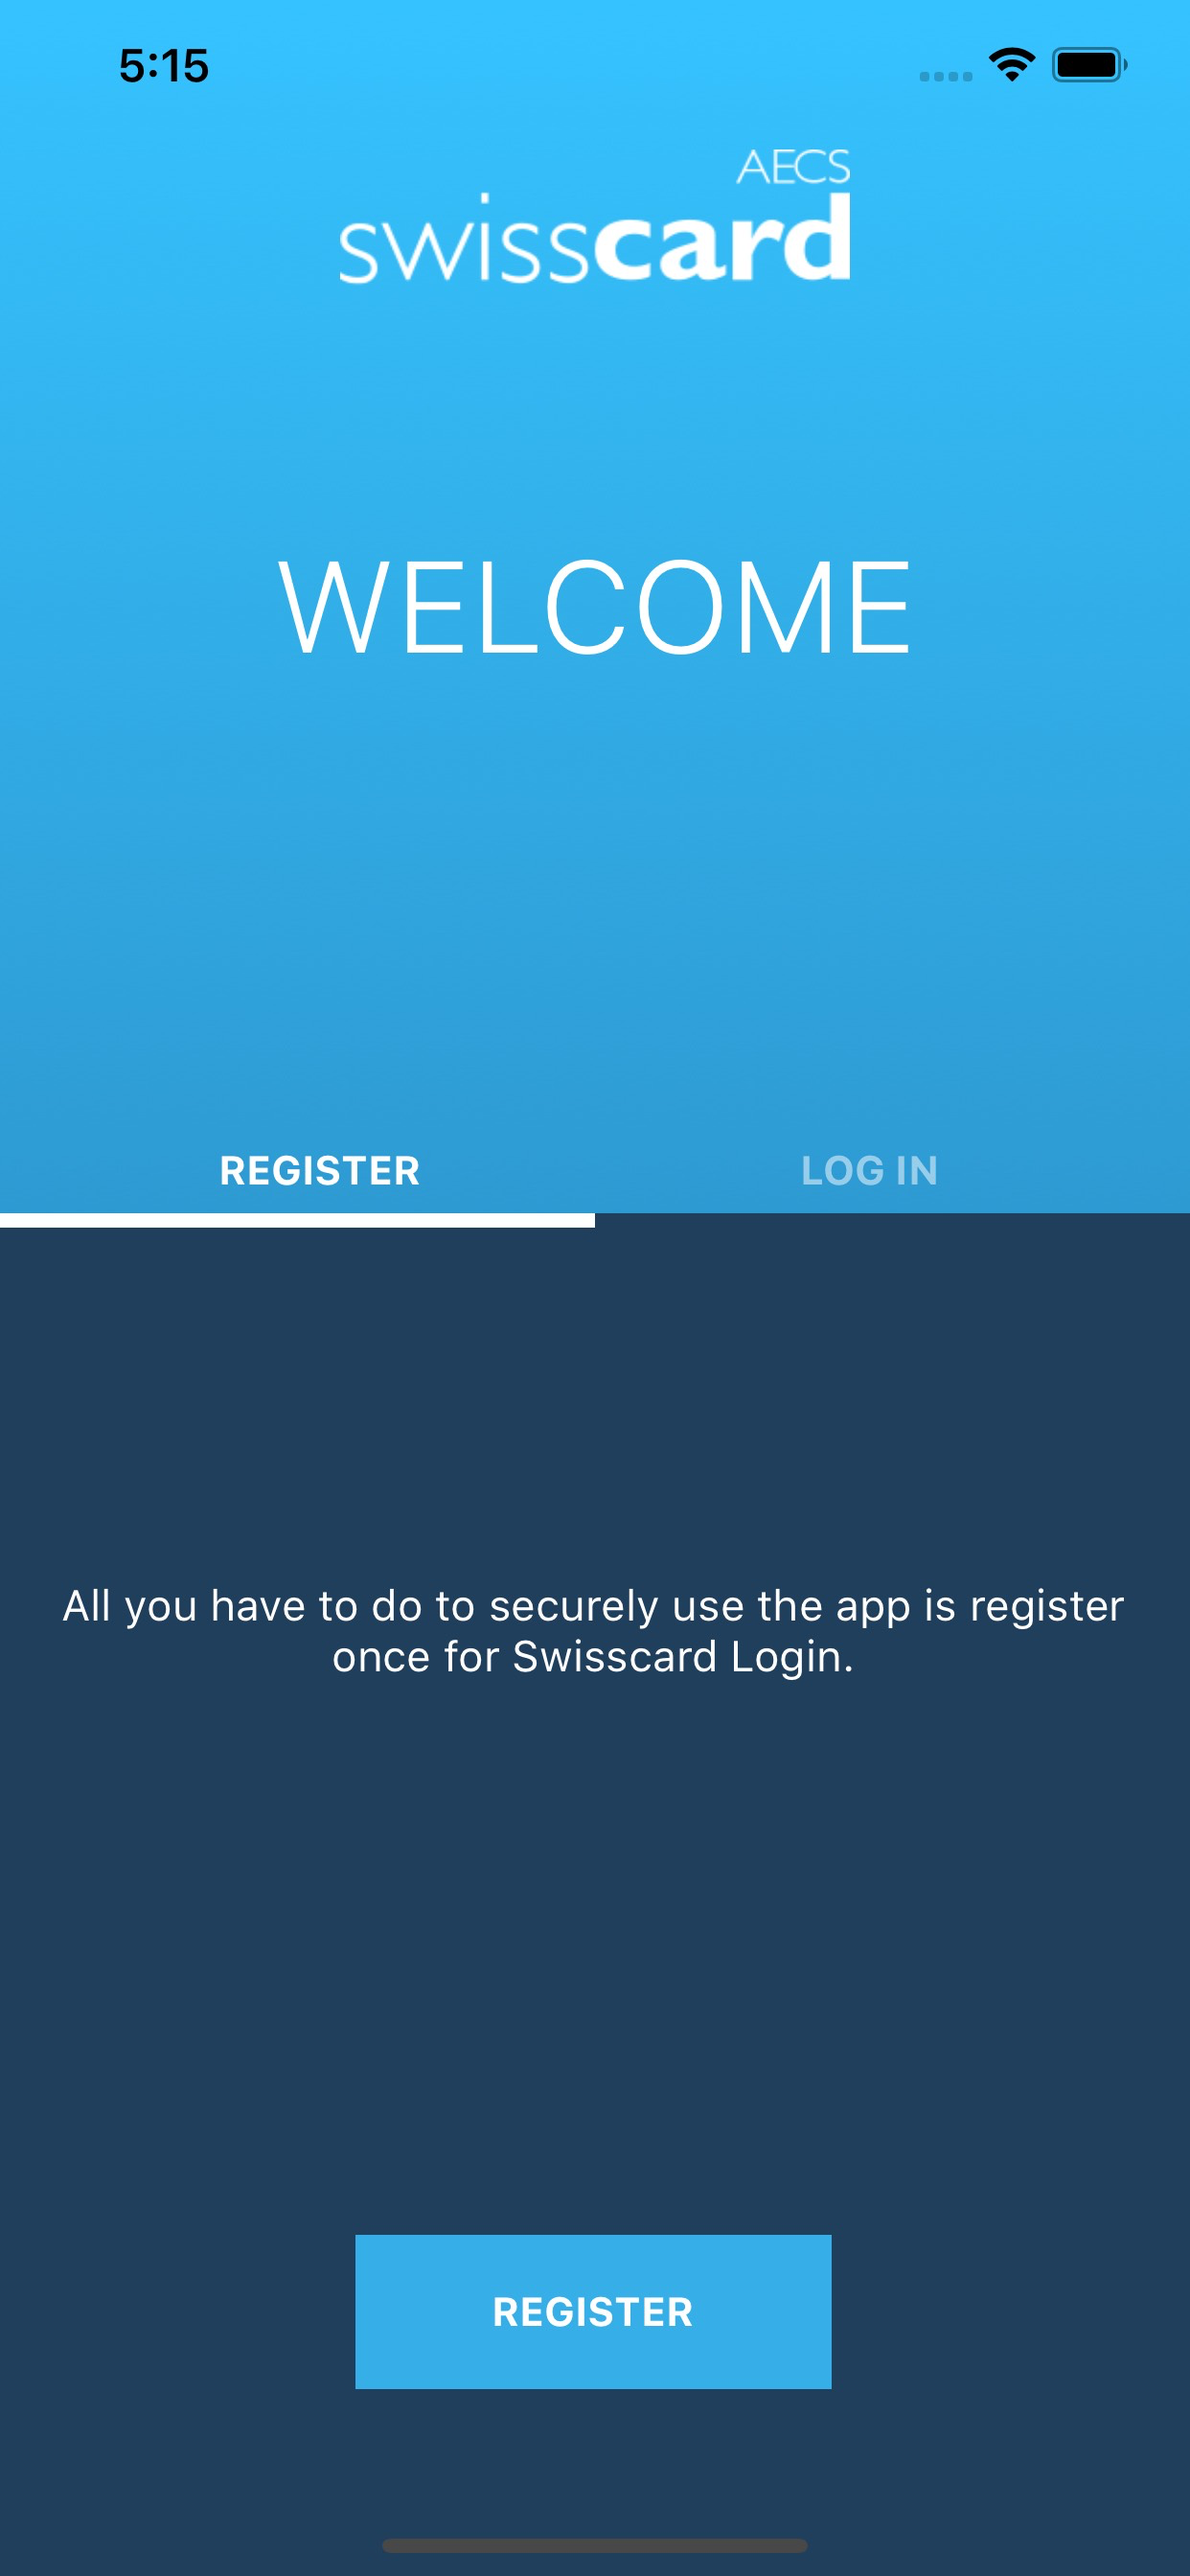 5:15
AECS
swisscard
WELCOME
REGISTER
LOG IN
All you have to do to securely use the app is register
once for Swisscard Login.
REGISTER